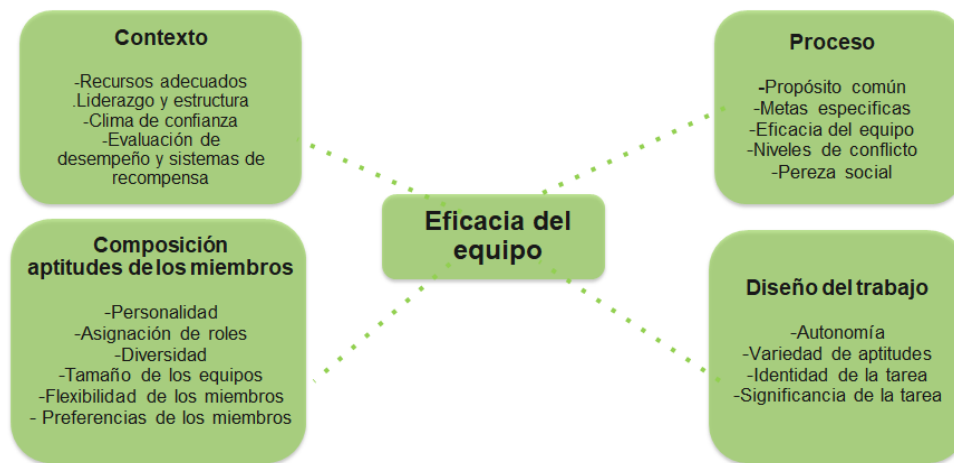 Contexto
-Recursos adecuados
.Liderazgo y estructura
-Clima de confianza
-Evaluación de
desempeño y sistemas de
recompensa
Proceso
-Propósito común
-Metas especificas
-Eficacia del equipo
-Niveles de conflicto
-Pereza social
Eficacia del
equipo
Composición
aptitudes de los miembros
-Personalidad
-Asignación de roles
-Diversidad
-Tamaño de los equipos
-Flexibilidad de los miembros
- Preferencias de los miembros
Diseño del trabajo
-Autonomía
-Variedad de aptitudes
-Identidad de la tarea
-Significancia de la tarea